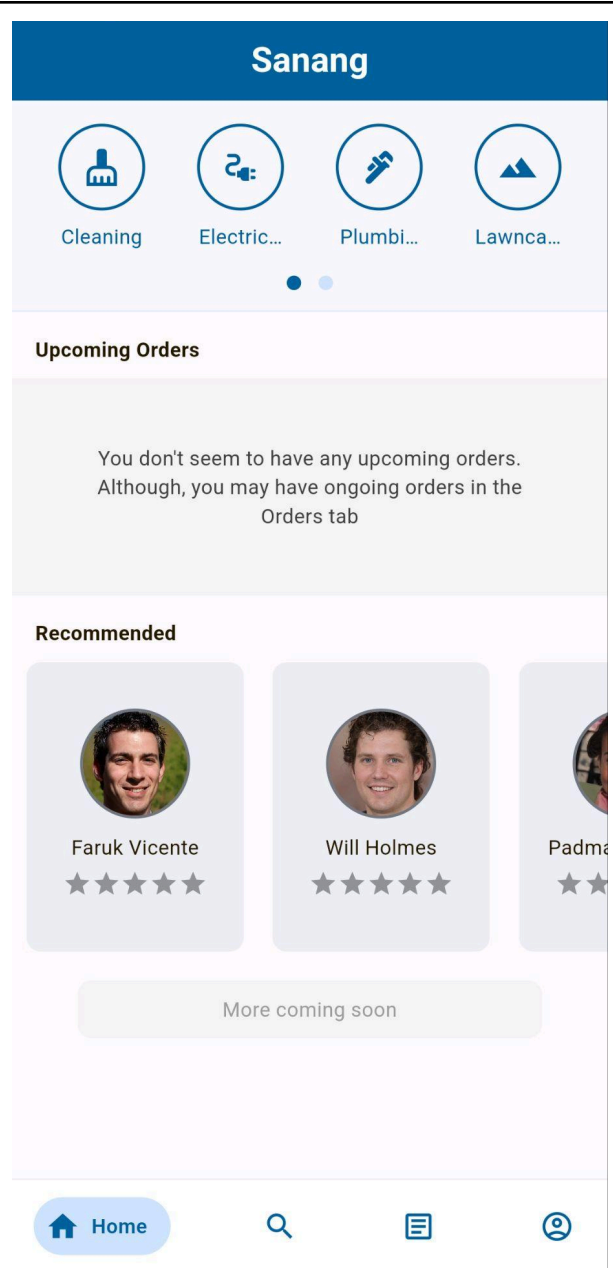 Sanang
Cleaning Electric... Plumbi... Lawnca...
Upcoming Orders
You don't seem to have any upcoming orders.
Although, you may have ongoing orders in the
Orders tab
Recommended
Faruk Vicente Will Holmes Padma
More coming soon
Home